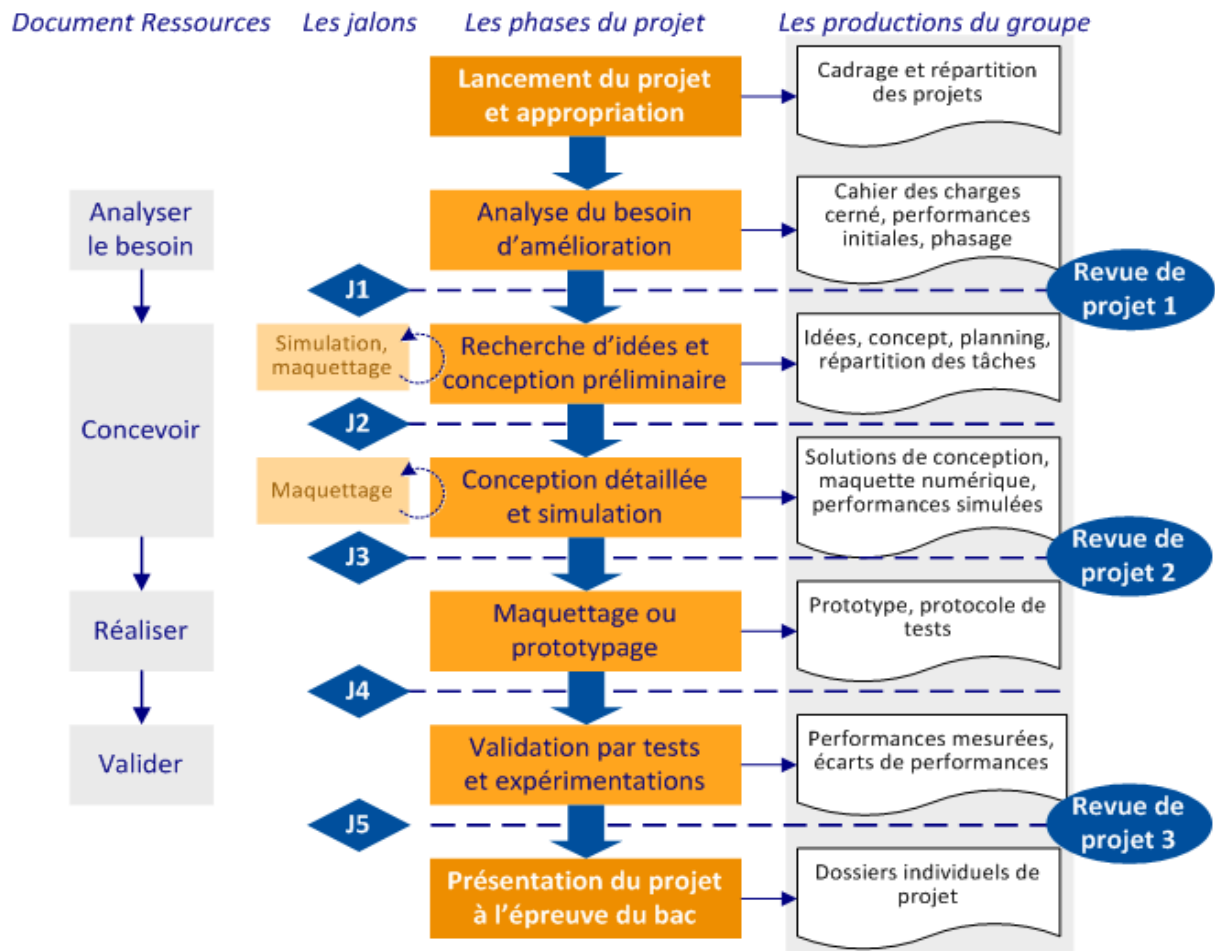 Document Ressources
Les jalons
Les phases du projet
Les productions du groupe
Lancement du projet
et appropriation
Cadrage et répartition
des projets
Analyser
le besoin
Analyse du besoin
d'amélioration
Cahier des charges
cerné, performances
initiales, phasage
J1
Revue de
projet 1
Concevoir
Simulation,
maquettage
Recherche d'idées et
conception préliminaire
Idées, concept, planning,
répartition des tâches
J2
Maquettage
Conception détaillée
et simulation
Solutions de conception,
maquette numérique,
performances simulées
J3
Revue de
projet 2
Réaliser
Maquettage ou
prototypage
Prototype, protocole de
tests
J4
Valider
Validation par tests
et expérimentations
Performances mesurées,
écarts de performances
J5
Revue de
projet 3
Présentation du projet
à l'épreuve du bac
Dossiers individuels de
projet